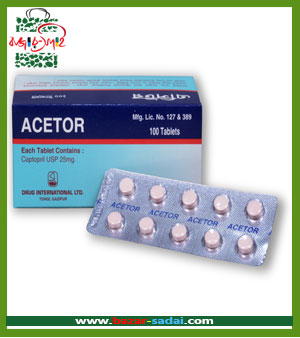 ACETOR
Mfg. Lic. No. 127 & 389
100 Tablets
Each Tablet Contains :
Captopril USP 25mg.
DRUG INTERNATIONAL LTD.
TONGI, GAZIPUR
ACETOR ACETOR ACETOR
www.bazar-sadai.com